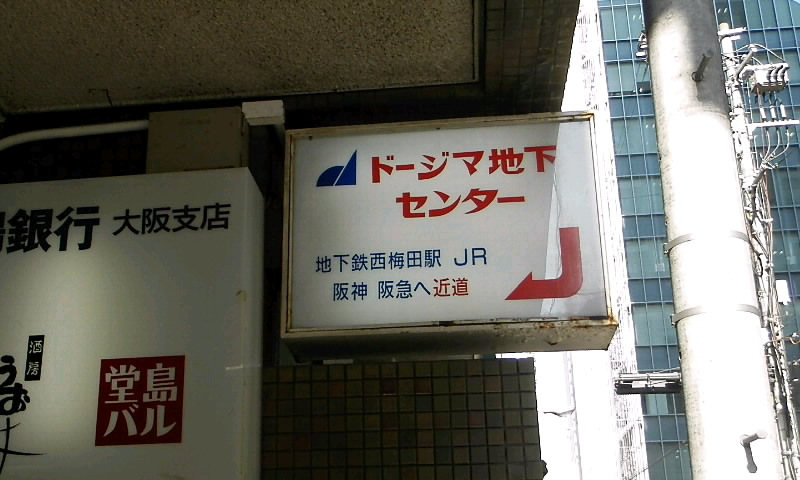 ドージマ地下
センター
地下鉄西梅田駅 JR
阪神 阪急へ近道
銀行 大阪支店
酒房
堂島
バル